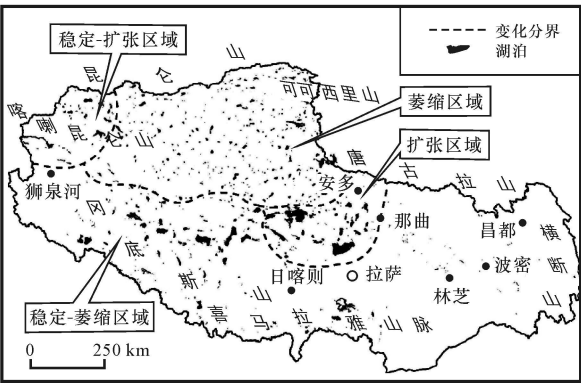 变化分界
湖泊
稳定-扩张区域
昆仑山
可可西里山
喀喇昆仑山
萎缩区域
扩张区域
唐古拉山
安多
狮泉河
那曲
昌都
横断山
冈底斯山
日喀则
拉萨
波密
林芝
稳定-萎缩区域
喜马拉雅山脉
0 250 km